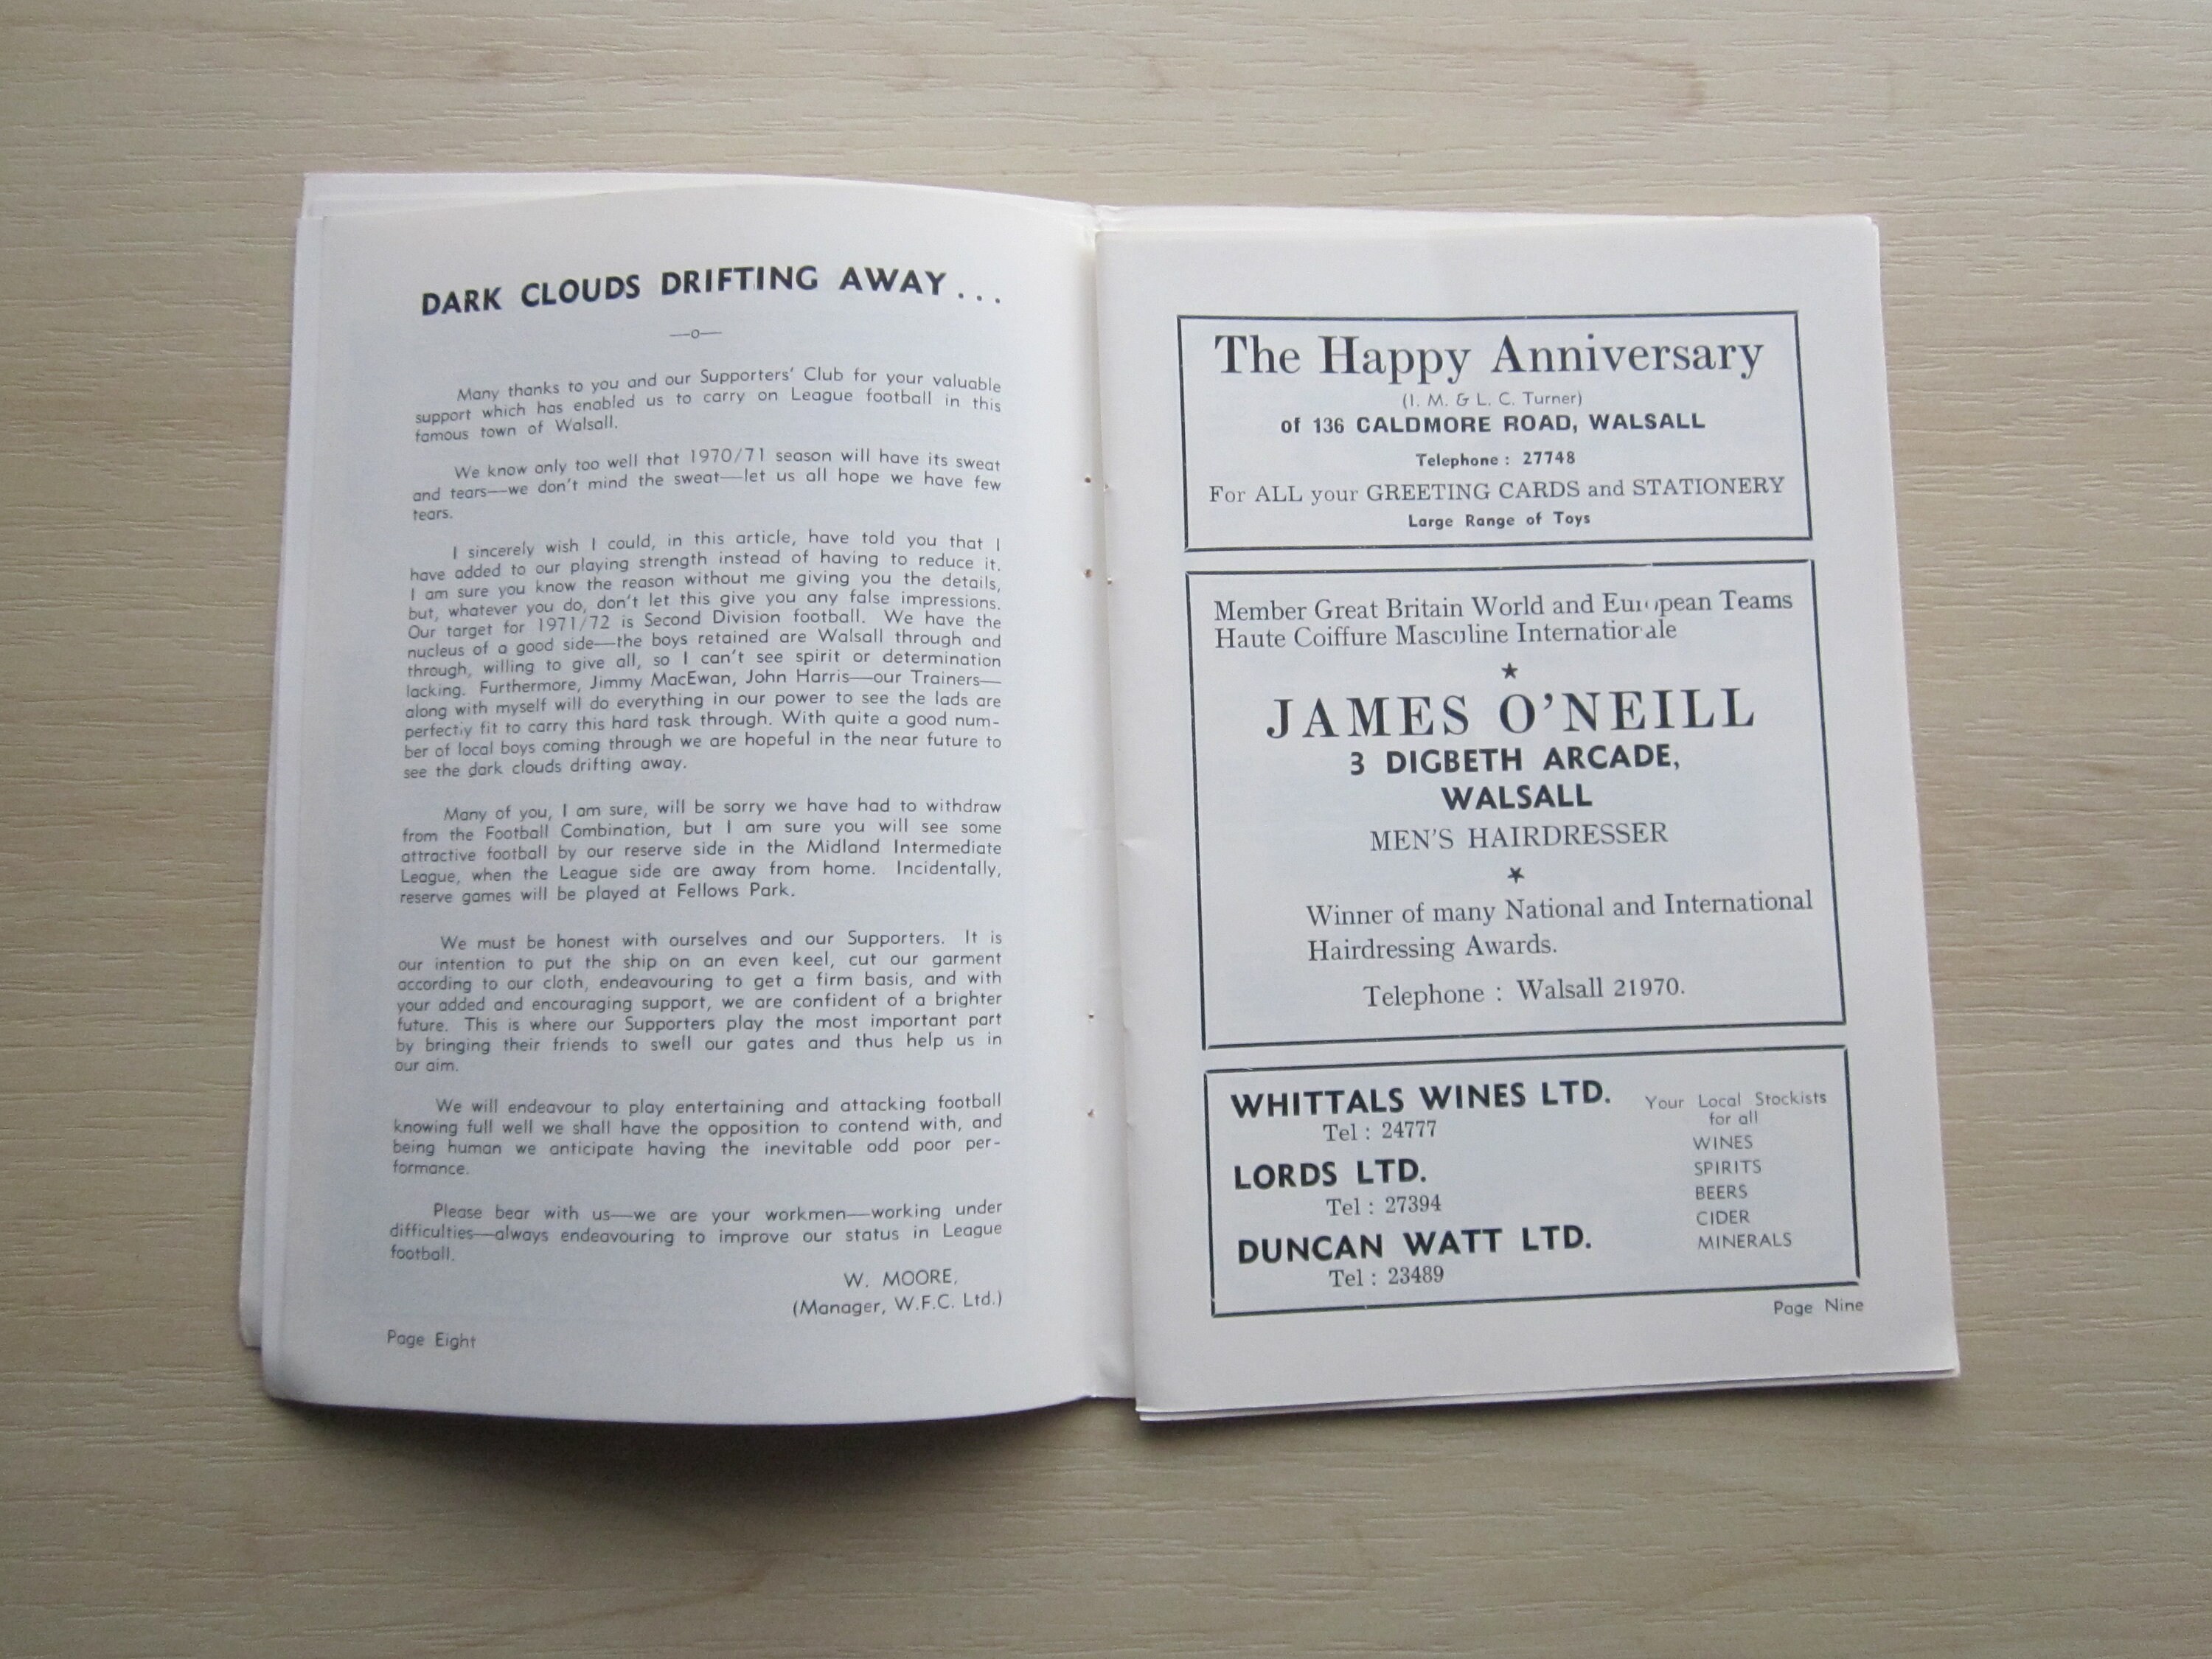 DARK CLOUDS DRIFTING AWAY . . .
—o—
Many thanks to you and our Supporters' Club for your valuable
support which has enabled us to carry on League football in this
famous town of Walsall.
We know only too well that 1970/71 season will have its sweat
and tears—we don't mind the sweat—let us all hope we have few
tears.
I sincerely wish I could, in this article, have told you that I
have added to our playing strength instead of having to reduce it.
I am sure you know the reason without me giving you the details,
but, whatever you do, don't let this give you any false impressions.
Our target for 1971/72 is Second Division football. We have the
nucleus of a good side—the boys retained are Walsall through and
through, willing to give all, so I can't see spirit or determination
lacking. Furthermore, Jimmy MacEwan, John Harris—our Trainers—
along with myself will do everything in our power to see the lads are
perfectly fit to carry this hard task through. With quite a good num-
ber of local boys coming through we are hopeful in the near future to
see the dark clouds drifting away.
Many of you, I am sure, will be sorry we have had to withdraw
from the Football Combination, but I am sure you will see some
attractive football by our reserve side in the Midland Intermediate
League, when the League side are away from home. Incidentally,
reserve games will be played at Fellows Park.
We must be honest with ourselves and our Supporters. It is
our intention to put the ship on an even keel, cut our garment
according to our cloth, endeavouring to get a firm basis, and with
your added and encouraging support, we are confident of a brighter
future. This is where our Supporters play the most important part
by bringing their friends to swell our gates and thus help us in
our aim.
We will endeavour to play entertaining and attacking football
knowing full well we shall have the opposition to contend with, and
being human we anticipate having the inevitable odd poor per-
formance.
Please bear with us—we are your workmen—working under
difficulties—always endeavouring to improve our status in League
football.
W. MOORE,
(Manager, W.F.C. Ltd.)
Page Eight
The Happy Anniversary
(I. M. & L. C. Turner)
of 136 CALDMORE ROAD, WALSALL
Telephone : 27748
For ALL your GREETING CARDS and STATIONERY
Large Range of Toys
Member Great Britain World and European Teams
Haute Coiffure Masculine Internationale
★
JAMES O'NEILL
3 DIGBETH ARCADE,
WALSALL
MEN'S HAIRDRESSER
★
Winner of many National and International
Hairdressing Awards.
Telephone : Walsall 21970.
WHITTALS WINES LTD.
Tel : 24777
LORDS LTD.
Tel : 27394
DUNCAN WATT LTD.
Tel : 23489
Your Local Stockists
for all
WINES
SPIRITS
BEERS
CIDER
MINERALS
Page Nine